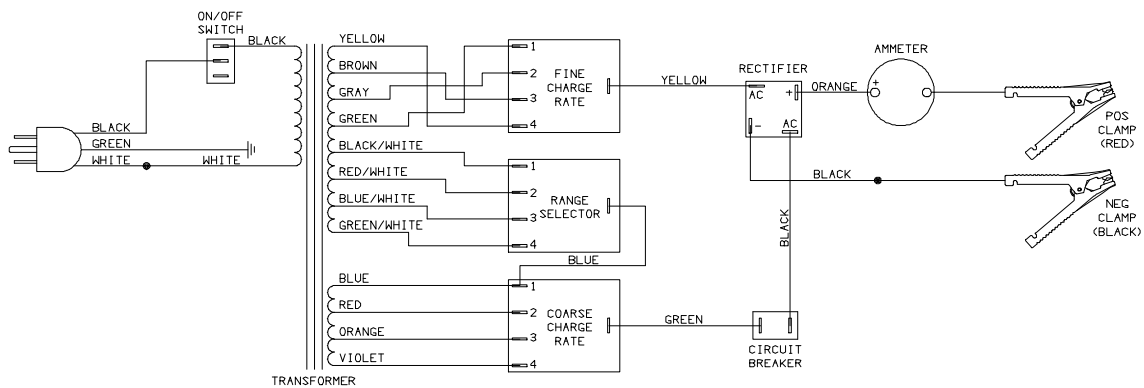 ON/OFF
SWITCH
BLACK
BLACK
GREEN
WHITE
WHITE
TRANSFORMER
YELLOW
BROWN
GRAY
GREEN
BLACK/WHITE
RED/WHITE
BLUE/WHITE
GREEN/WHITE
BLUE
RED
ORANGE
VIOLET
1
2
3
4
FINE
CHARGE
RATE
1
2
3
4
RANGE
SELECTOR
BLUE
1
2
3
4
COARSE
CHARGE
RATE
YELLOW
GREEN
RECTIFIER
AC
+
-
AC
ORANGE
BLACK
BLACK
CIRCUIT
BREAKER
AMMETER
+
POS
CLAMP
(RED)
NEG
CLAMP
(BLACK)